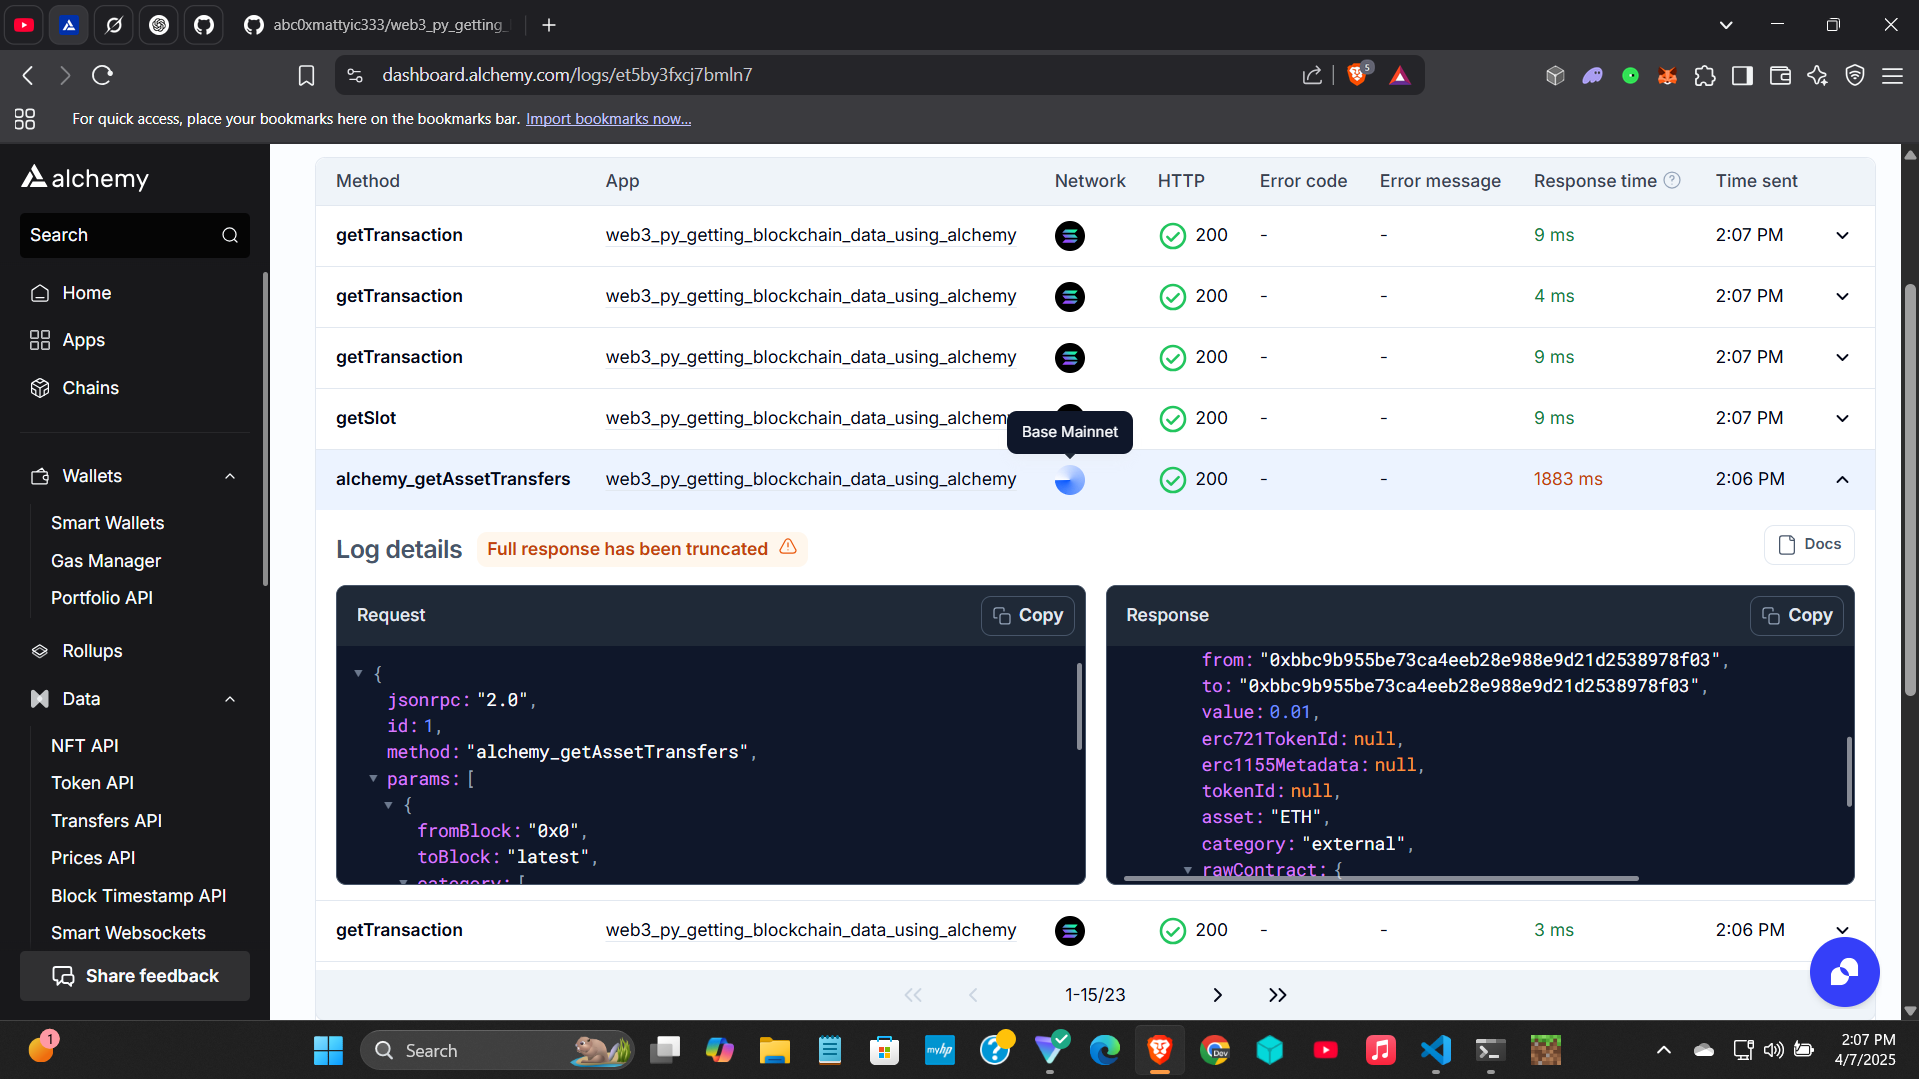 abc0xmattyic333/web3_py_getting_
dashboard.alchemy.com/logs/et5by3fxcj7bmln7
5
For quick access, place your bookmarks here on the bookmarks bar. Import bookmarks now...
alchemy
Search
Home
Apps
Chains
Wallets
Smart Wallets
Gas Manager
Portfolio API
Rollups
Data
NFT API
Token API
Transfers API
Prices API
Block Timestamp API
Smart Websockets
Share feedback
Method App Network HTTP Error code Error message Response time Time sent
getTransaction web3_py_getting_blockchain_data_using_alchemy 200 - - 9 ms 2:07 PM
getTransaction web3_py_getting_blockchain_data_using_alchemy 200 - - 4 ms 2:07 PM
getTransaction web3_py_getting_blockchain_data_using_alchemy 200 - - 9 ms 2:07 PM
getSlot web3_py_getting_blockchain_data_using_alchemy 200 - - 9 ms 2:07 PM
Base Mainnet
alchemy_getAssetTransfers web3_py_getting_blockchain_data_using_alchemy 200 - - 1883 ms 2:06 PM
Log details Full response has been truncated
Docs
Request Copy
{
jsonrpc: "2.0",
id: 1,
method: "alchemy_getAssetTransfers",
params: [
{
fromBlock: "0x0",
toBlock: "latest",
category: [
Response Copy
from: "0xbbc9b955be73ca4eeb28e988e9d21d2538978f03",
to: "0xbbc9b955be73ca4eeb28e988e9d21d2538978f03",
value: 0.01,
erc721TokenId: null,
erc1155Metadata: null,
tokenId: null,
asset: "ETH",
category: "external",
rawContract: {
getTransaction web3_py_getting_blockchain_data_using_alchemy 200 - - 3 ms 2:06 PM
1-15/23
1
Search
myhp
Dev
2:07 PM
4/7/2025